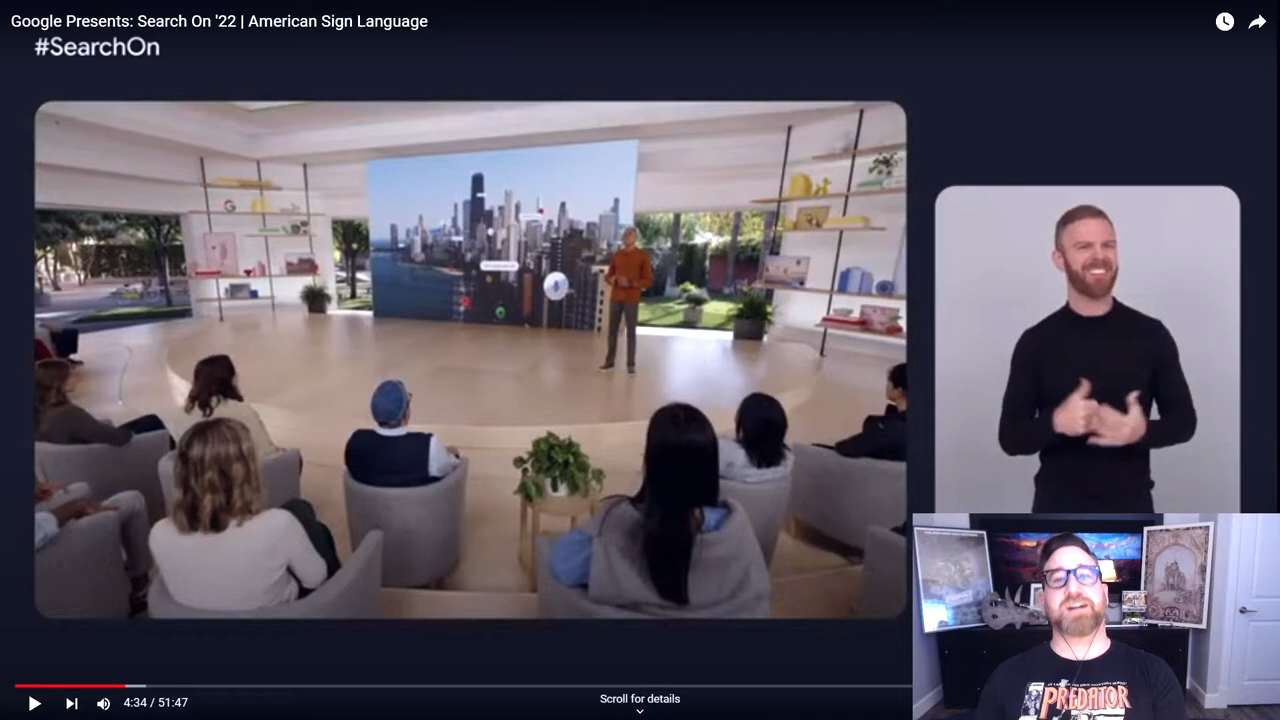 Google Presents: Search On '22 | American Sign Language
#SearchOn
G
PREDATOR
4:34 / 51:47
Scroll for details